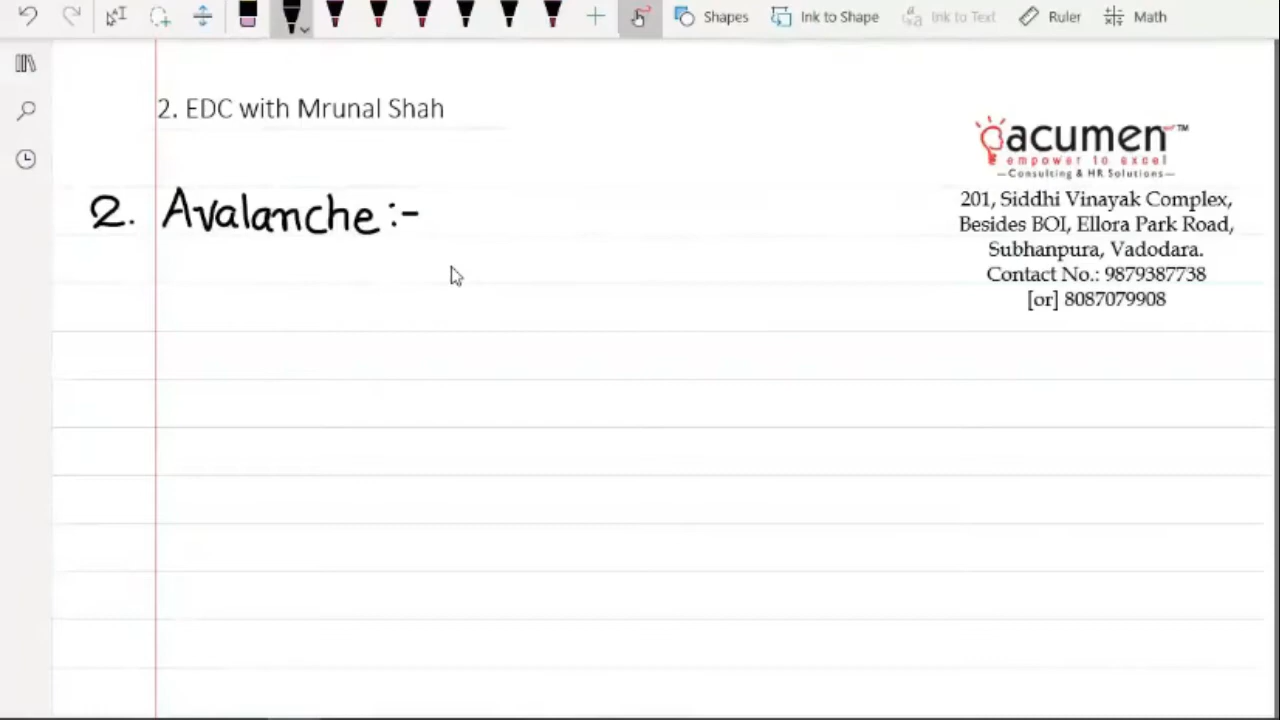 Shapes
Ink to Shape
Ink to Text
Ruler
Math
2. EDC with Mrunal Shah
acumen™
empower to excel
—Consulting & HR Solutions—
201, Siddhi Vinayak Complex,
Besides BOI, Ellora Park Road,
Subhanpura, Vadodara.
Contact No.: 9879387738
[or] 8087079908
2. Avalanche:-